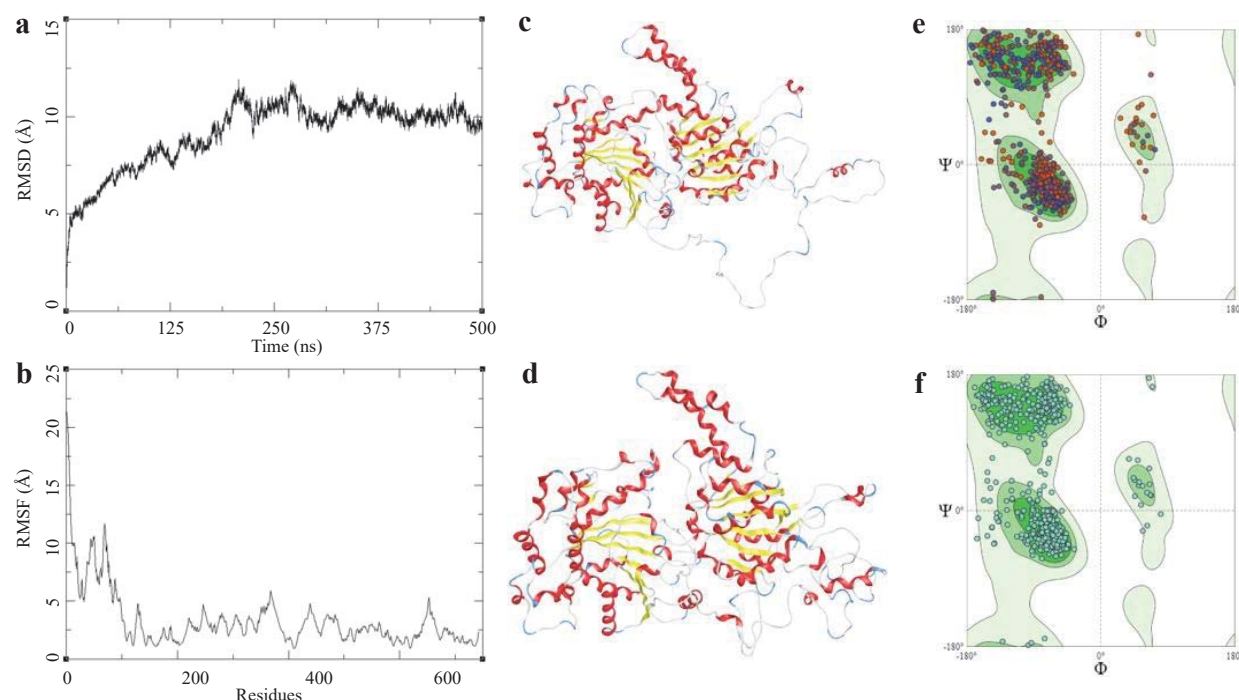 a
15
10
5
0
RMSD (Å)
0 125 250 375 500
Time (ns)
b
25
20
15
10
5
0
RMSF (Å)
0 200 400 600
Residues
c
d
e
180°
Ψ 0°
-180°
-180° 0° 180°
Φ
f
180°
Ψ 0°
-180°
-180° 0° 180°
Φ